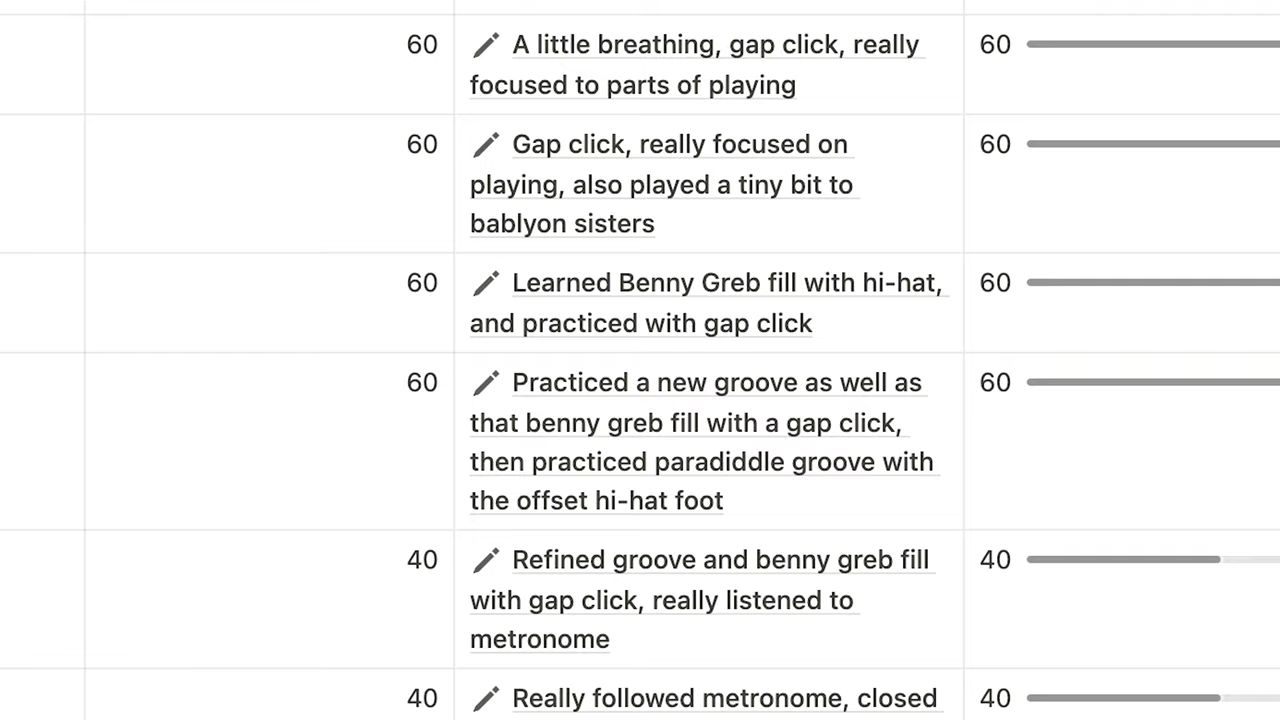 60 A little breathing, gap click, really 60
focused to parts of playing
60 Gap click, really focused on 60
playing, also played a tiny bit to
bablyon sisters
60 Learned Benny Greb fill with hi-hat, 60
and practiced with gap click
60 Practiced a new groove as well as 60
that benny greb fill with a gap click,
then practiced paradiddle groove with
the offset hi-hat foot
40 Refined groove and benny greb fill 40
with gap click, really listened to
metronome
40 Really followed metronome, closed 40